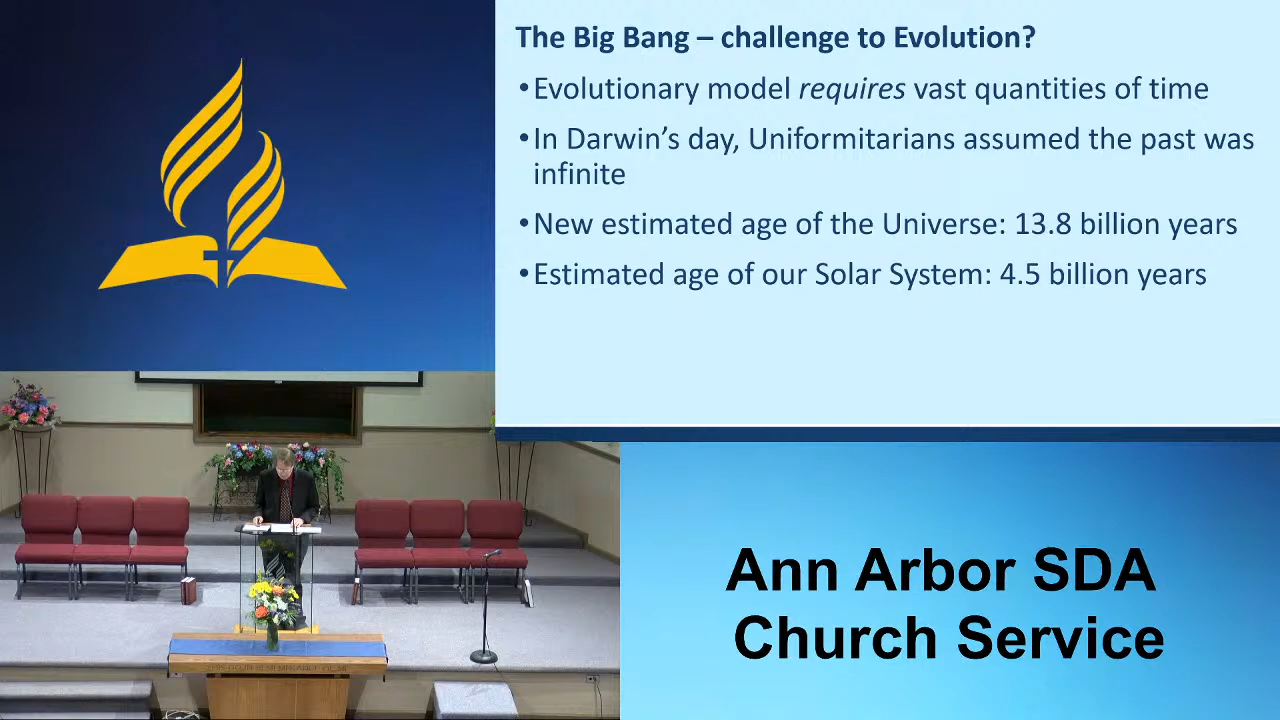 The Big Bang – challenge to Evolution?
•Evolutionary model requires vast quantities of time
•In Darwin’s day, Uniformitarians assumed the past was
infinite
•New estimated age of the Universe: 13.8 billion years
•Estimated age of our Solar System: 4.5 billion years
Ann Arbor SDA
Church Service